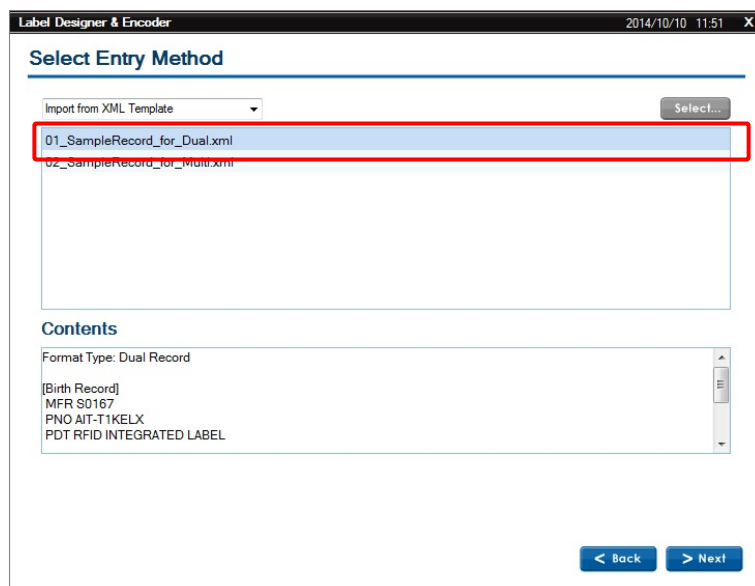 Label Designer & Encoder 2014/10/10 11:51 X
Select Entry Method
Import from XML Template Select...
01_SampleRecord_for_Dual.xml
02_SampleRecord_for_Multi.xml
Contents
Format Type: Dual Record
[Birth Record]
MFR S0167
PNO AIT-T1KELX
PDT RFID INTEGRATED LABEL
< Back > Next